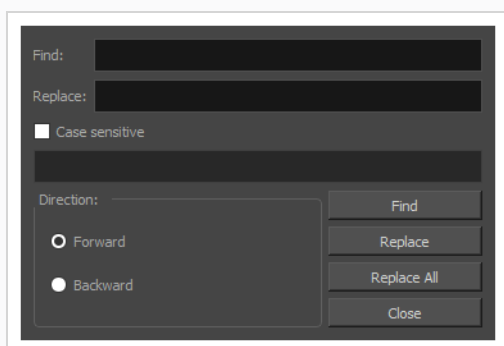 Find:
Replace:
Case sensitive
Direction:
Forward
Backward
Find
Replace
Replace All
Close